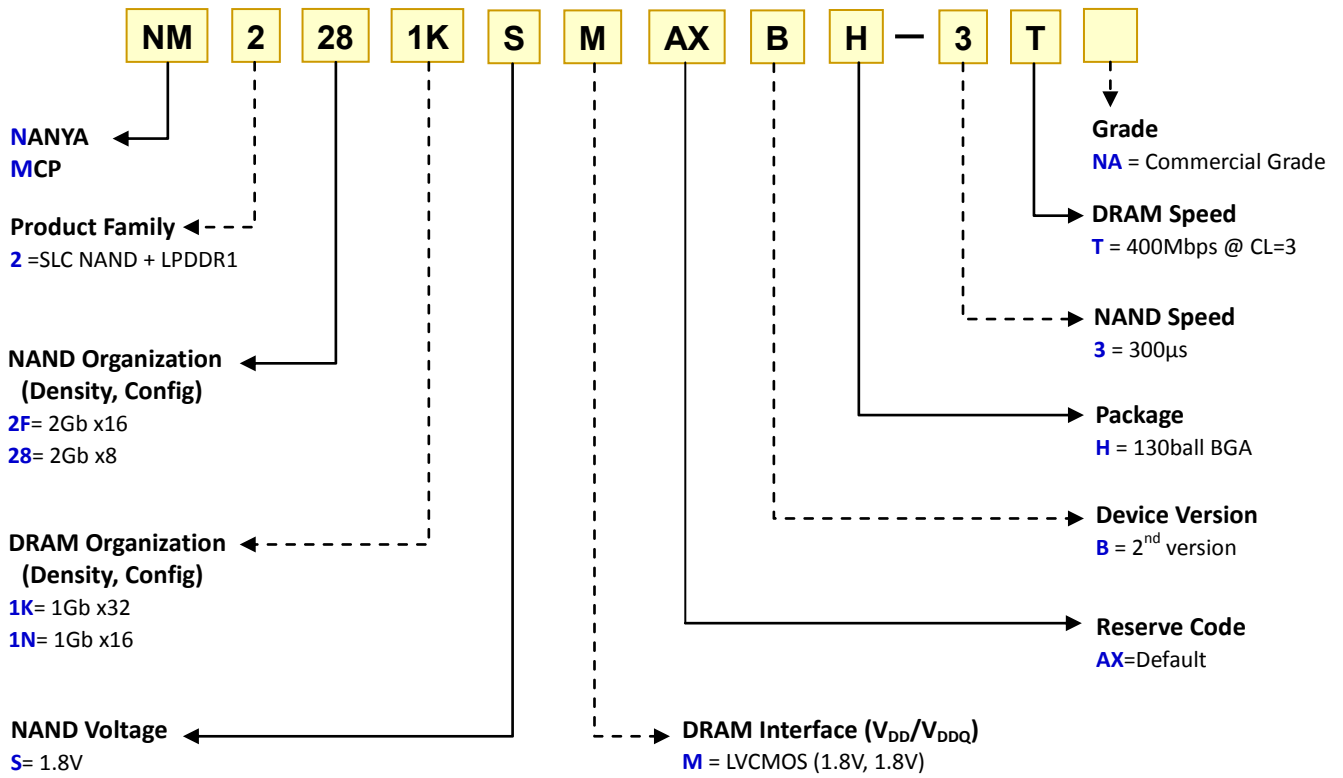 NM 2 28 1K S M AX B H — 3 T
NANYA
MCP
Product Family
2 =SLC NAND + LPDDR1
NAND Organization
(Density, Config)
2F= 2Gb x16
28= 2Gb x8
DRAM Organization
(Density, Config)
1K= 1Gb x32
1N= 1Gb x16
NAND Voltage
S= 1.8V
Grade
NA = Commercial Grade
DRAM Speed
T = 400Mbps @ CL=3
NAND Speed
3 = 300µs
Package
H = 130ball BGA
Device Version
B = 2nd version
Reserve Code
AX=Default
DRAM Interface (VDD/VDDQ)
M = LVCMOS (1.8V, 1.8V)